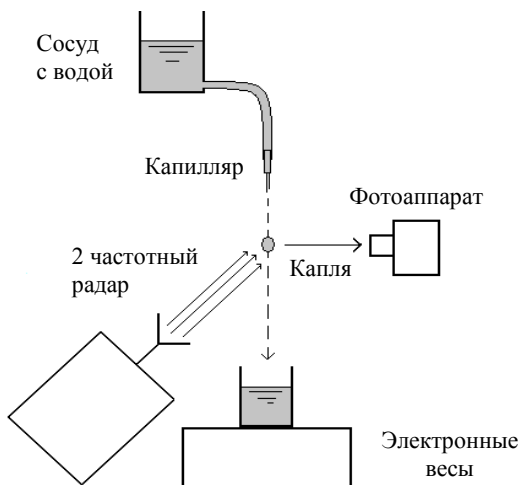 Сосуд
с водой
Капилляр
Фотоаппарат
Капля
2 частотный
радар
Электронные
весы